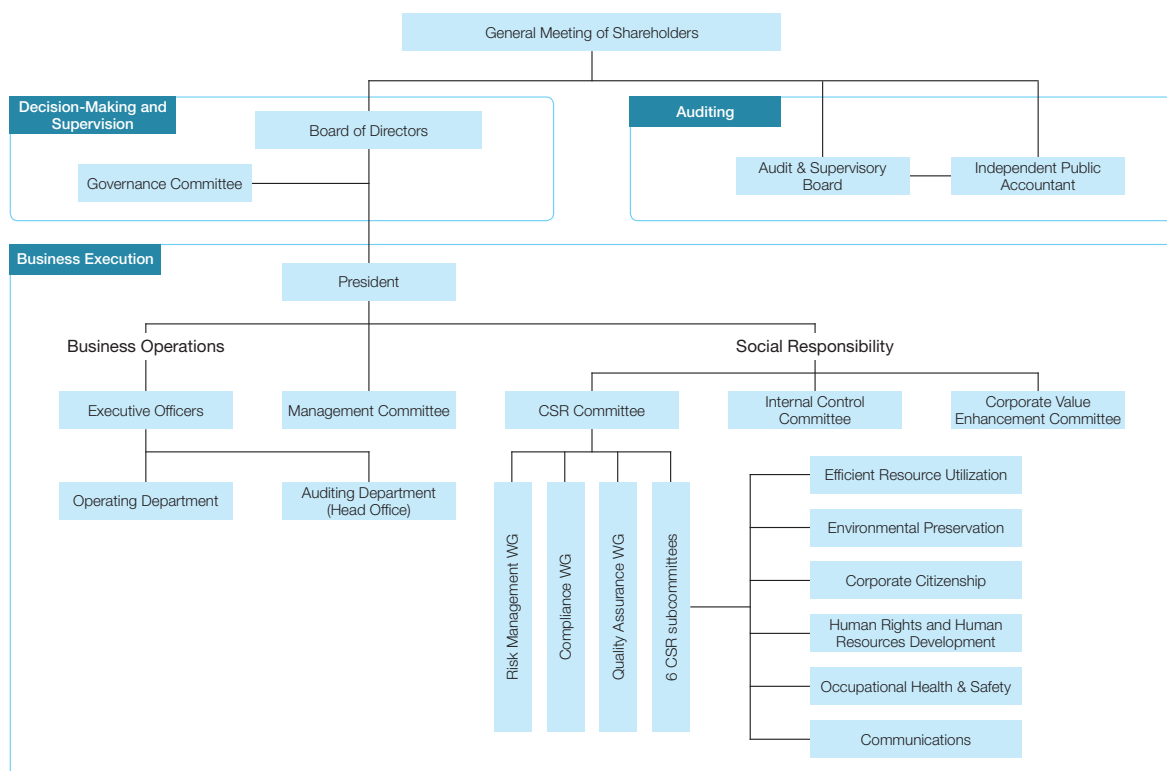 General Meeting of Shareholders
Decision-Making and
Supervision
Auditing
Board of Directors
Governance Committee
Audit & Supervisory
Board
Independent Public
Accountant
Business Execution
President
Business Operations
Social Responsibility
Executive Officers
Management Committee
CSR Committee
Internal Control
Committee
Corporate Value
Enhancement Committee
Operating Department
Auditing Department
(Head Office)
Risk Management WG
Compliance WG
Quality Assurance WG
6 CSR subcommittees
Efficient Resource Utilization
Environmental Preservation
Corporate Citizenship
Human Rights and Human
Resources Development
Occupational Health & Safety
Communications